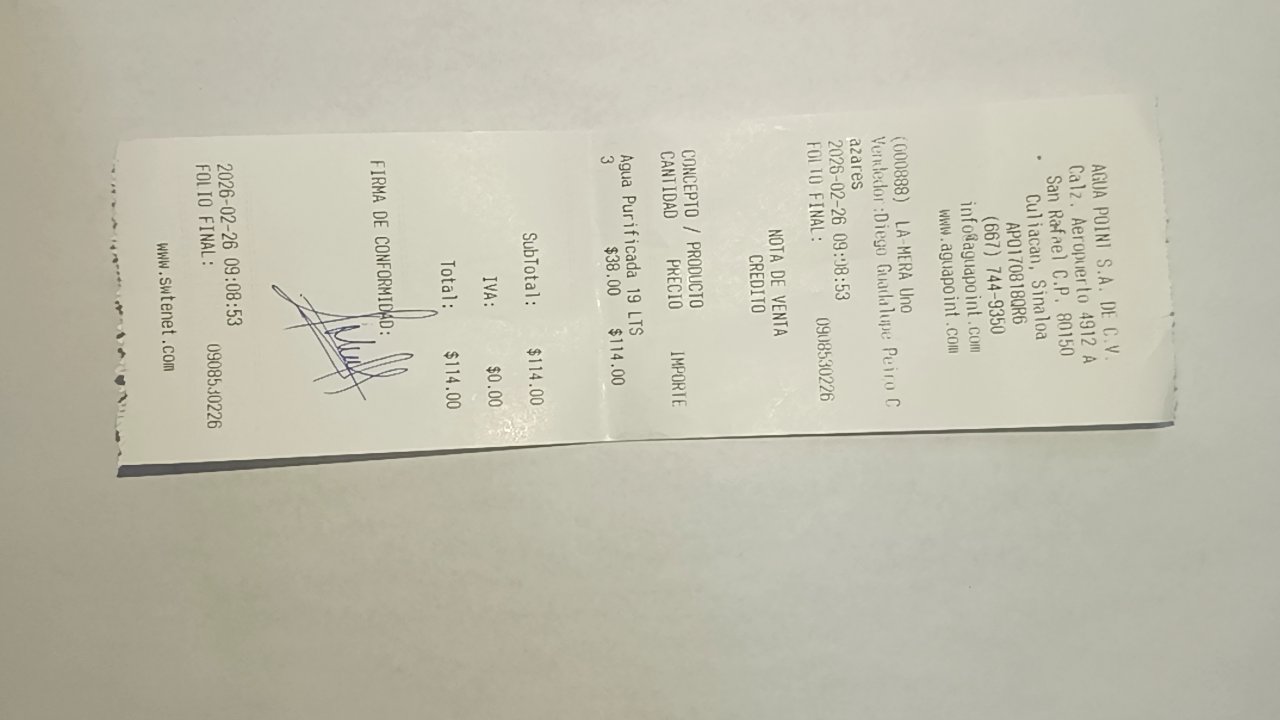 AGUA POINT S.A. DE C.V.
Calz. Aeropuerto 4912 A
San Rafael C.P. 80150
Culiacan, Sinaloa
.
APO170818QR6
(667) 744-9350
info@aguapoint.com
www.aguapoint.com
(000888) LA-MERA Uno
Vendedor:Diego Guadalupe Peiro C
azares
2026-02-26 09:08:53
FOLIO FINAL: 0908530226
NOTA DE VENTA
CREDITO
CONCEPTO / PRODUCTO
CANTIDAD PRECIO IMPORTE
Agua Purificada 19 LTS
3 $38.00 $114.00
SubTotal: $114.00
IVA: $0.00
Total: $114.00
FIRMA DE CONFORMIDAD:
2026-02-26 09:08:53
FOLIO FINAL: 0908530226
www.swtenet.com